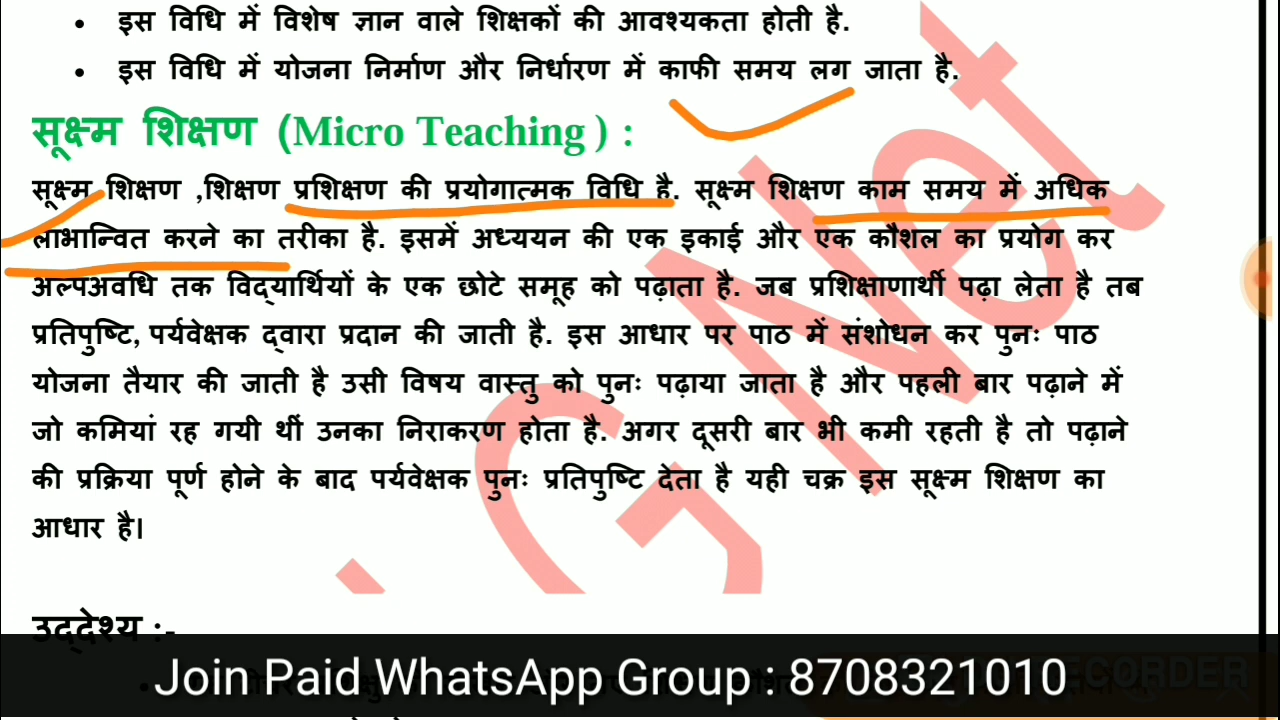 • इस विधि में विशेष ज्ञान वाले शिक्षकों की आवश्यकता होती है.
• इस विधि में योजना निर्माण और निर्धारण में काफी समय लग जाता है.
सूक्ष्म शिक्षण (Micro Teaching ) :
सूक्ष्म शिक्षण ,शिक्षण प्रशिक्षण की प्रयोगात्मक विधि है. सूक्ष्म शिक्षण काम समय में अधिक
लाभान्वित करने का तरीका है. इसमें अध्ययन की एक इकाई और एक कौशल का प्रयोग कर
अल्पअवधि तक विद्यार्थियों के एक छोटे समूह को पढ़ाता है. जब प्रशिक्षाणार्थी पढ़ा लेता है तब
प्रतिपुष्टि, पर्यवेक्षक द्वारा प्रदान की जाती है. इस आधार पर पाठ में संशोधन कर पुनः पाठ
योजना तैयार की जाती है उसी विषय वास्तु को पुनः पढ़ाया जाता है और पहली बार पढ़ाने में
जो कमियां रह गयी थीं उनका निराकरण होता है. अगर दूसरी बार भी कमी रहती है तो पढ़ाने
की प्रक्रिया पूर्ण होने के बाद पर्यवेक्षक पुनः प्रतिपुष्टि देता है यही चक्र इस सूक्ष्म शिक्षण का
आधार है।
उद्देश्य :-
Join Paid WhatsApp Group : 8708321010
G Net